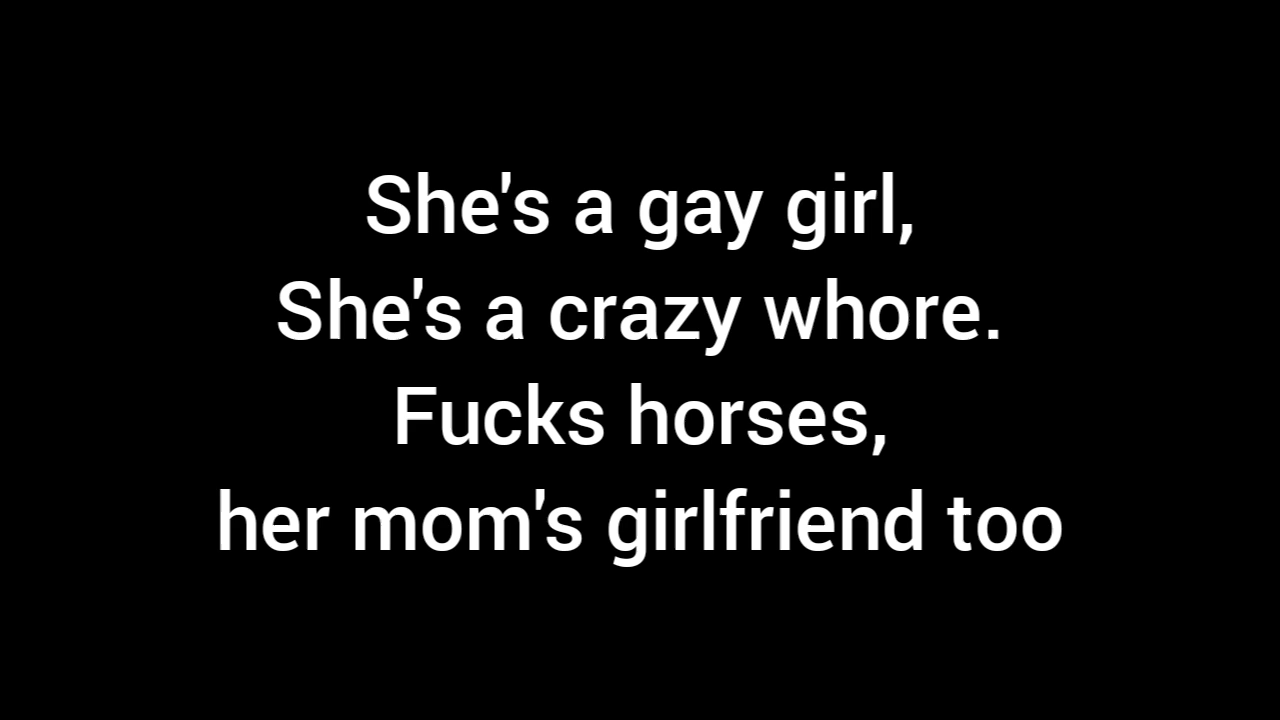 She's a gay girl,
She's a crazy whore.
Fucks horses,
her mom's girlfriend too